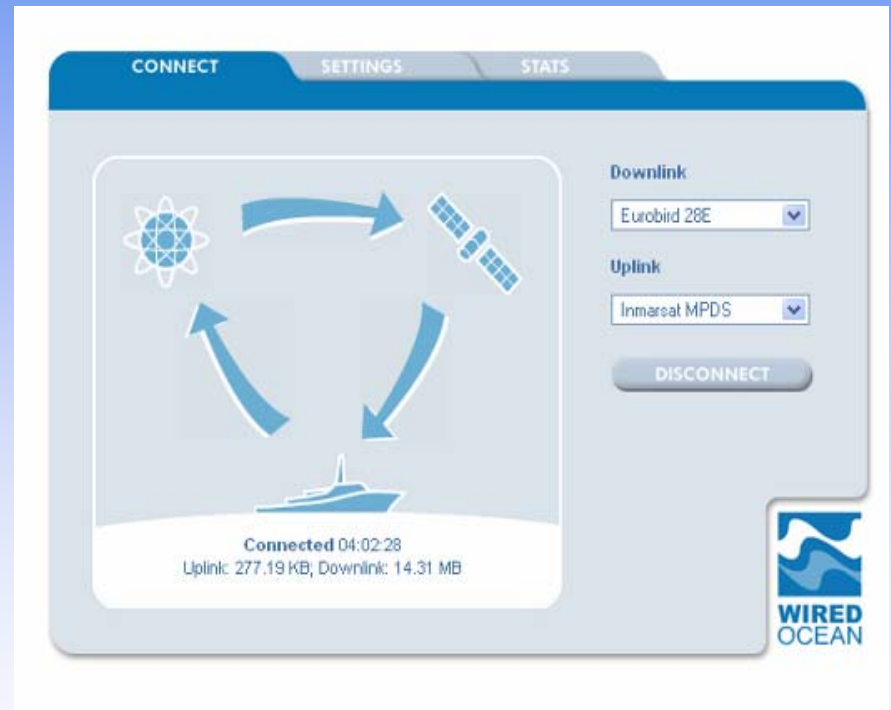 CONNECT
SETTINGS
STATS
Downlink
Eurobird 28E
Uplink
Inmarsat MPDS
DISCONNECT
Connected 04:02:28
Uplink: 277.19 KB; Downlink: 14.31 MB
WIRED
OCEAN